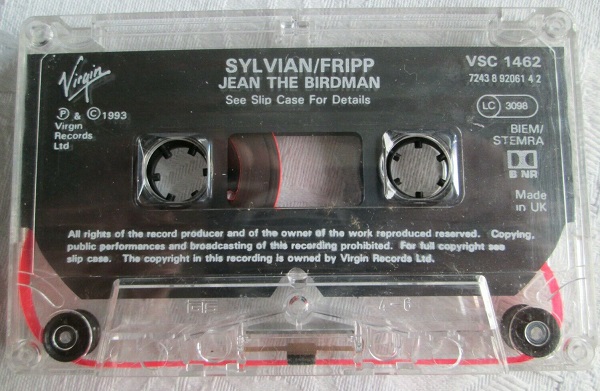 SYLVIAN/FRIPP
JEAN THE BIRDMAN
See Slip Case For Details
VSC 1462
7243 8 92061 4 2
LC 3098
BIEM/
STEMRA
B NR
Made
in UK
Virgin
℗ & © 1993
Virgin
Records
Ltd
All rights of the record producer and of the owner of the work reproduced reserved. Copying,
public performances and broadcasting of this recording prohibited. For full copyright see
slip case. The copyright in this recording is owned by Virgin Records Ltd.